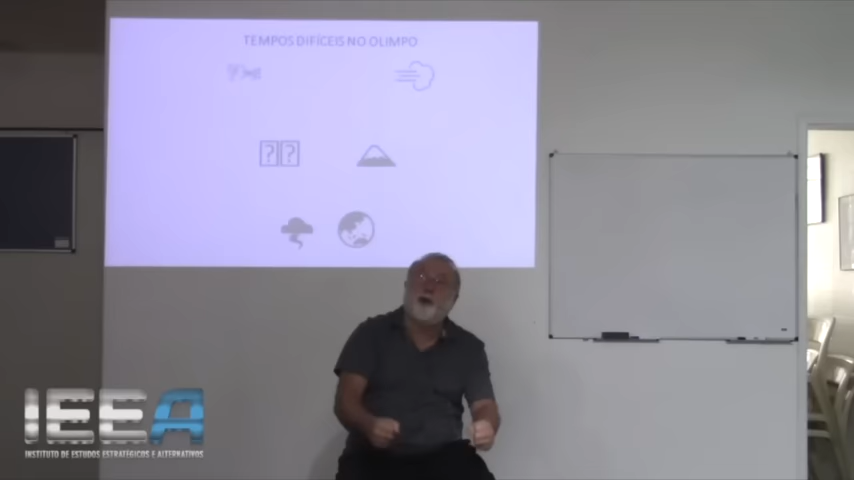 TEMPOS DIFÍCEIS NO OLIMPO
? ?
IEEA
INSTITUTO DE ESTUDOS ESTRATÉGICOS E ALTERNATIVOS